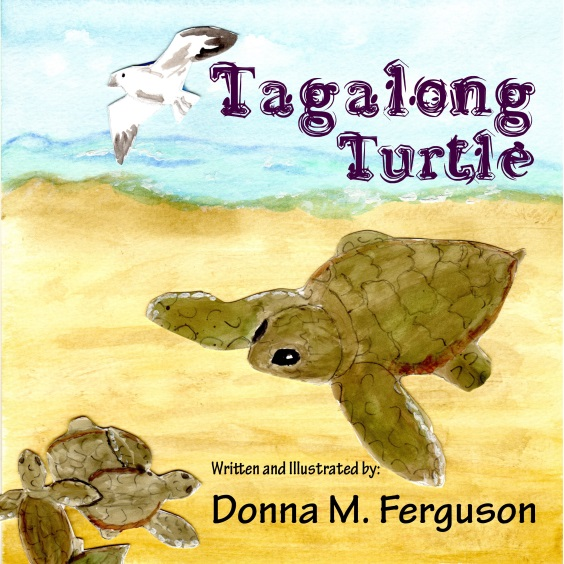 Tagalong
Turtle
Written and Illustrated by:
Donna M. Ferguson